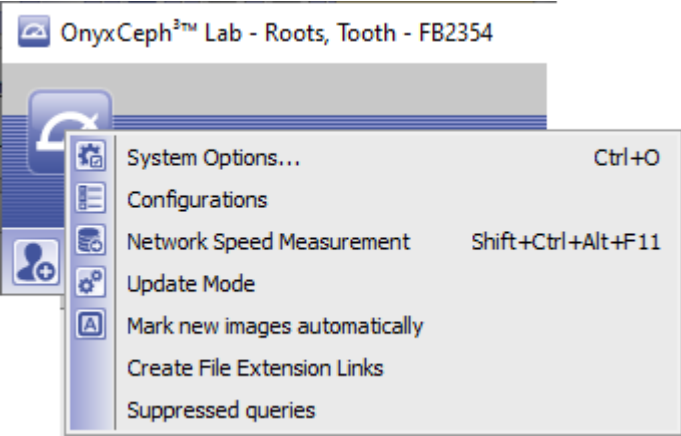 OnyxCeph³™ Lab - Roots, Tooth - FB2354
System Options... Ctrl+O
Configurations
Network Speed Measurement Shift+Ctrl+Alt+F11
Update Mode
A Mark new images automatically
Create File Extension Links
Suppressed queries